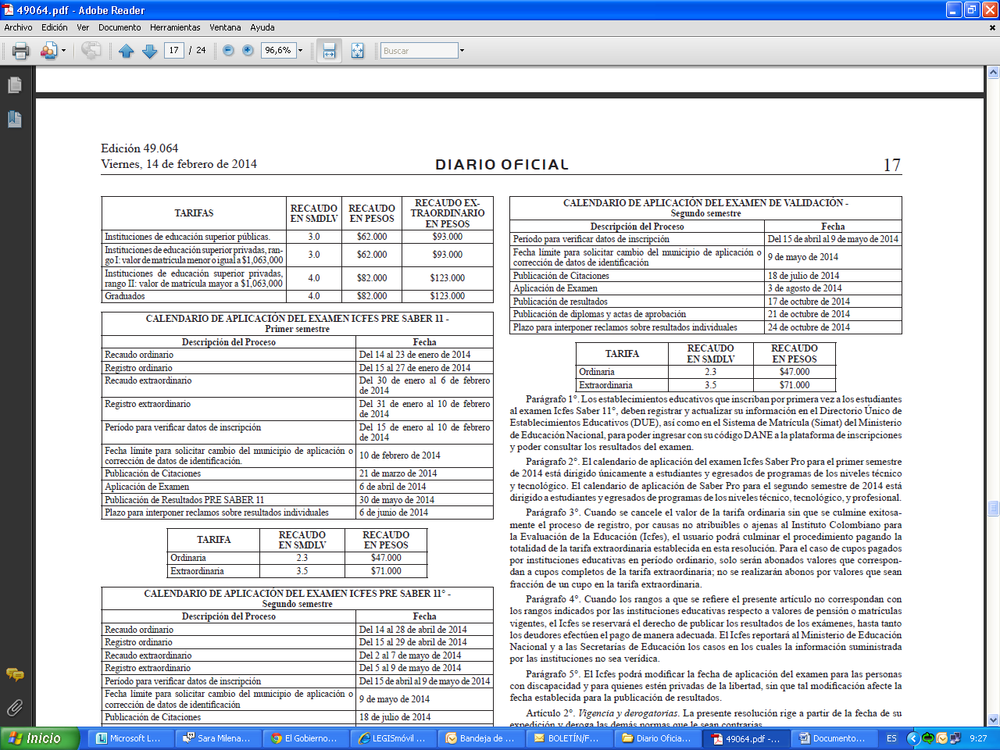 49064.pdf - Adobe Reader
Archivo Edición Ver Documento Herramientas Ventana Ayuda
17 / 24 96,6% Buscar
Edición 49.064
Viernes, 14 de febrero de 2014 DIARIO OFICIAL 17
TARIFAS RECAUDO EN SMDLV RECAUDO EN PESOS RECAUDO EX-TRAORDINARIO EN PESOS
Instituciones de educación superior públicas. 3.0 $62.000 $93.000
Instituciones de educación superior privadas, ran-
go I: valor de matrícula menor o igual a $1,063,000 3.0 $62.000 $93.000
Instituciones de educación superior privadas,
rango II: valor de matrícula mayor a $1,063,000 4.0 $82.000 $123.000
Graduados 4.0 $82.000 $123.000
CALENDARIO DE APLICACIÓN DEL EXAMEN ICFES PRE SABER 11 -
Primer semestre
Descripción del Proceso Fecha
Recaudo ordinario Del 14 al 23 de enero de 2014
Registro ordinario Del 15 al 27 de enero de 2014
Recaudo extraordinario Del 30 de enero al 6 de febrero
de 2014
Registro extraordinario Del 31 de enero al 10 de febrero
de 2014
Período para verificar datos de inscripción Del 15 de enero al 10 de febrero
de 2014
Fecha límite para solicitar cambio del municipio de aplicación o
corrección de datos de identificación. 10 de febrero de 2014
Publicación de Citaciones 21 de marzo de 2014
Aplicación de Examen 6 de abril de 2014
Publicación de Resultados PRE SABER 11 30 de mayo de 2014
Plazo para interponer reclamos sobre resultados individuales 6 de junio de 2014
TARIFA RECAUDO EN SMDLV RECAUDO EN PESOS
Ordinaria 2.3 $47.000
Extraordinaria 3.5 $71.000
CALENDARIO DE APLICACIÓN DEL EXAMEN ICFES PRE SABER 11° -
Segundo semestre
Descripción del Proceso Fecha
Recaudo ordinario Del 14 al 28 de abril de 2014
Registro ordinario Del 15 al 29 de abril de 2014
Recaudo extraordinario Del 2 al 7 de mayo de 2014
Registro extraordinario Del 5 al 9 de mayo de 2014
Período para verificar datos de inscripción Del 15 de abril al 9 de mayo de 2014
Fecha límite para solicitar cambio del municipio de aplicación o
corrección de datos de identificación 9 de mayo de 2014
Publicación de Citaciones 18 de julio de 2014
CALENDARIO DE APLICACIÓN DEL EXAMEN DE VALIDACIÓN -
Segundo semestre
Descripción del Proceso Fecha
Período para verificar datos de inscripción Del 15 de abril al 9 de mayo de 2014
Fecha límite para solicitar cambio del municipio de aplicación o
corrección de datos de identificación 9 de mayo de 2014
Publicación de Citaciones 18 de julio de 2014
Aplicación de Examen 3 de agosto de 2014
Publicación de resultados 17 de octubre de 2014
Publicación de diplomas y actas de aprobación 21 de octubre de 2014
Plazo para interponer reclamos sobre resultados individuales 24 de octubre de 2014
TARIFA RECAUDO EN SMDLV RECAUDO EN PESOS
Ordinaria 2.3 $47.000
Extraordinaria 3.5 $71.000
Parágrafo 1°. Los establecimientos educativos que inscriban por primera vez a los estudiantes
al examen Icfes Saber 11°, deben registrar y actualizar su información en el Directorio Único de
Establecimientos Educativos (DUE), así como en el Sistema de Matrícula (Simat) del Ministerio
de Educación Nacional, para poder ingresar con su código DANE a la plataforma de inscripciones
y poder consultar los resultados del examen.
Parágrafo 2°. El calendario de aplicación del examen Icfes Saber Pro para el primer semestre
de 2014 está dirigido únicamente a estudiantes y egresados de programas de los niveles técnico
y tecnológico. El calendario de aplicación de Saber Pro para el segundo semestre de 2014 está
dirigido a estudiantes y egresados de programas de los niveles técnico, tecnológico, y profesional.
Parágrafo 3°. Cuando se cancele el valor de la tarifa ordinaria sin que se culmine exitosa-
mente el proceso de registro, por causas no atribuibles o ajenas al Instituto Colombiano para
la Evaluación de la Educación (Icfes), el usuario podrá culminar el procedimiento pagando la
totalidad de la tarifa extraordinaria establecida en esta resolución. Para el caso de cupos pagados
por instituciones educativas en período ordinario, solo serán abonados valores que correspon-
dan a cupos completos de la tarifa extraordinaria; no se realizarán abonos por valores que sean
fracción de un cupo en la tarifa extraordinaria.
Parágrafo 4°. Cuando los rangos a que se refiere el presente artículo no correspondan con
los rangos indicados por las instituciones educativas respecto a valores de pensión o matrículas
vigentes, el Icfes se reservará el derecho de publicar los resultados de los exámenes, hasta tanto
los deudores efectúen el pago de manera adecuada. El Icfes reportará al Ministerio de Educación
Nacional y a las Secretarías de Educación los casos en los cuales la información suministrada
por las instituciones no sea verídica.
Parágrafo 5°. El Icfes podrá modificar la fecha de aplicación del examen para las personas
con discapacidad y para quienes estén privadas de la libertad, sin que tal modificación afecte la
fecha establecida para la publicación de resultados.
Artículo 2°. Vigencia y derogatorias. La presente resolución rige a partir de la fecha de su
expedición y deroga las demás normas que le sean contrarias.
Inicio Microsoft L... Sara Milena... El Gobierno... LEGISmóvil ... Bandeja de ... BOLETÍN/F... Diario Oficia... 49064.pdf -... Documento... ES 9:27